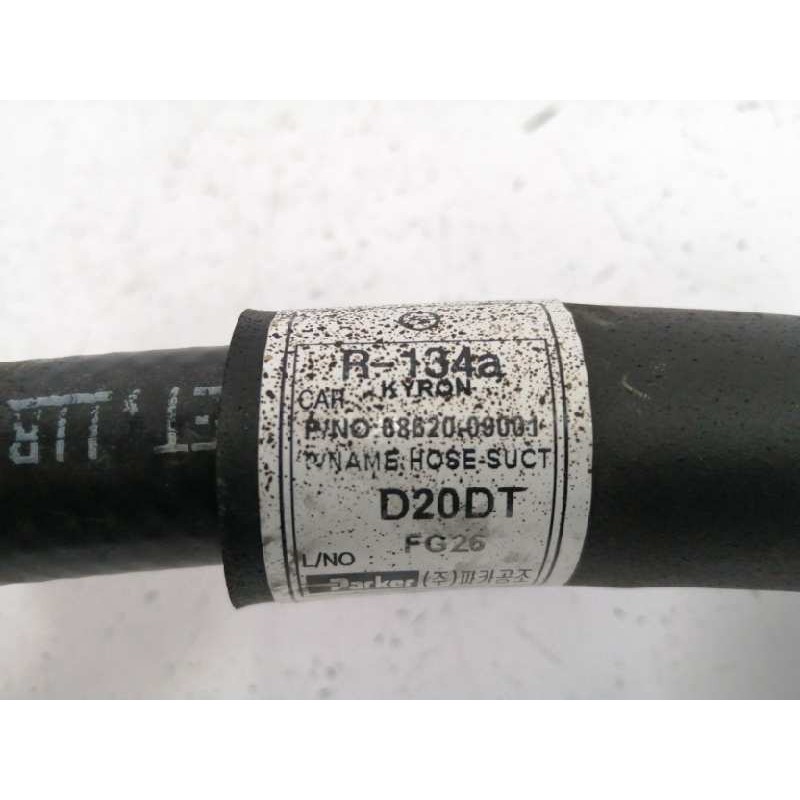 R-134a
CAR KYRON
P/NO 68620-09001
P/NAME HOSE-SUCT
D20DT
L/NO FG26
Parker (주)파카공조